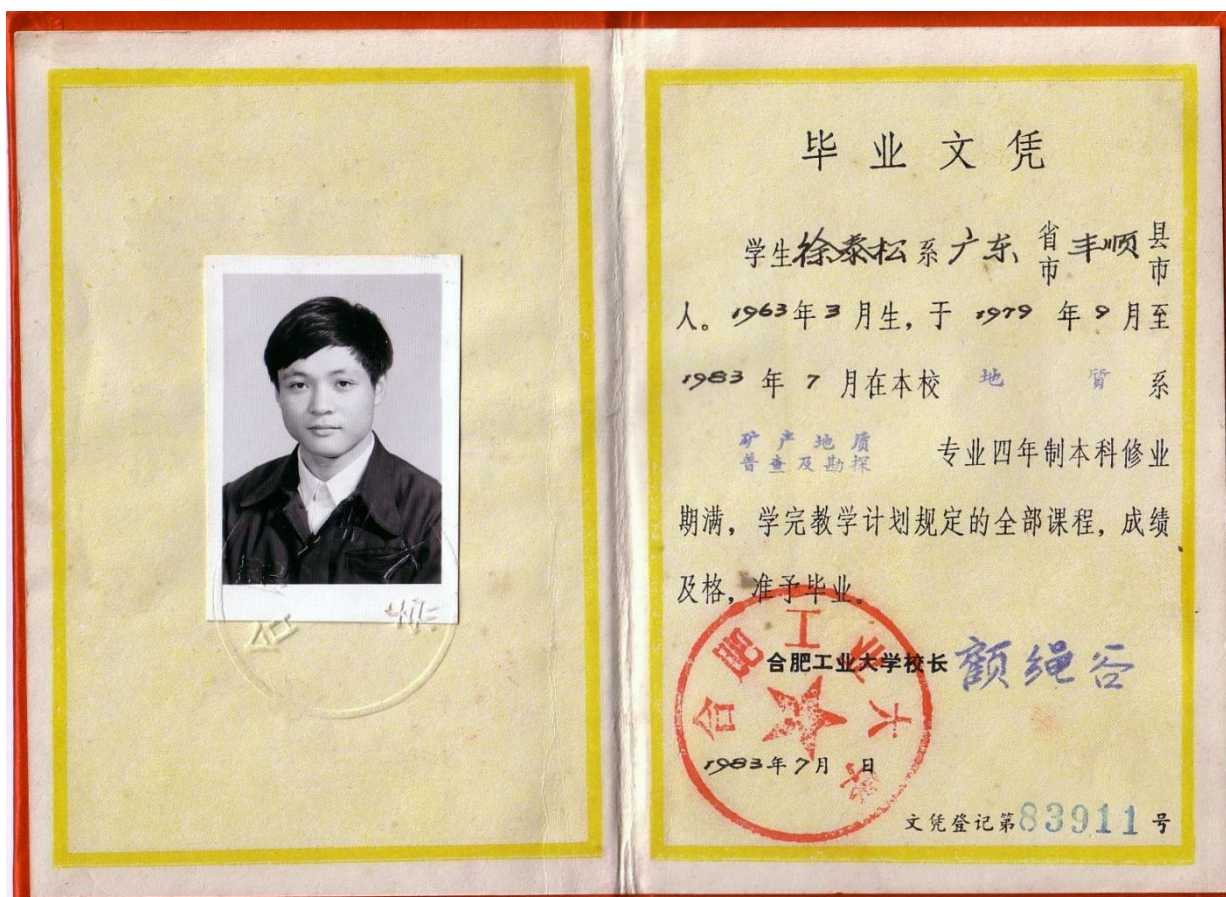 毕业文凭
学生徐泰松系广东省市丰顺县市
人。1963年3月生，于1979年9月至
1983年7月在本校地质系
矿产地质
普查及勘探专业四年制本科修业
期满，学完教学计划规定的全部课程，成绩
及格，准予毕业。
合肥工业大学校长
合肥工业大学
1983年7月 日
文凭登记第83911号